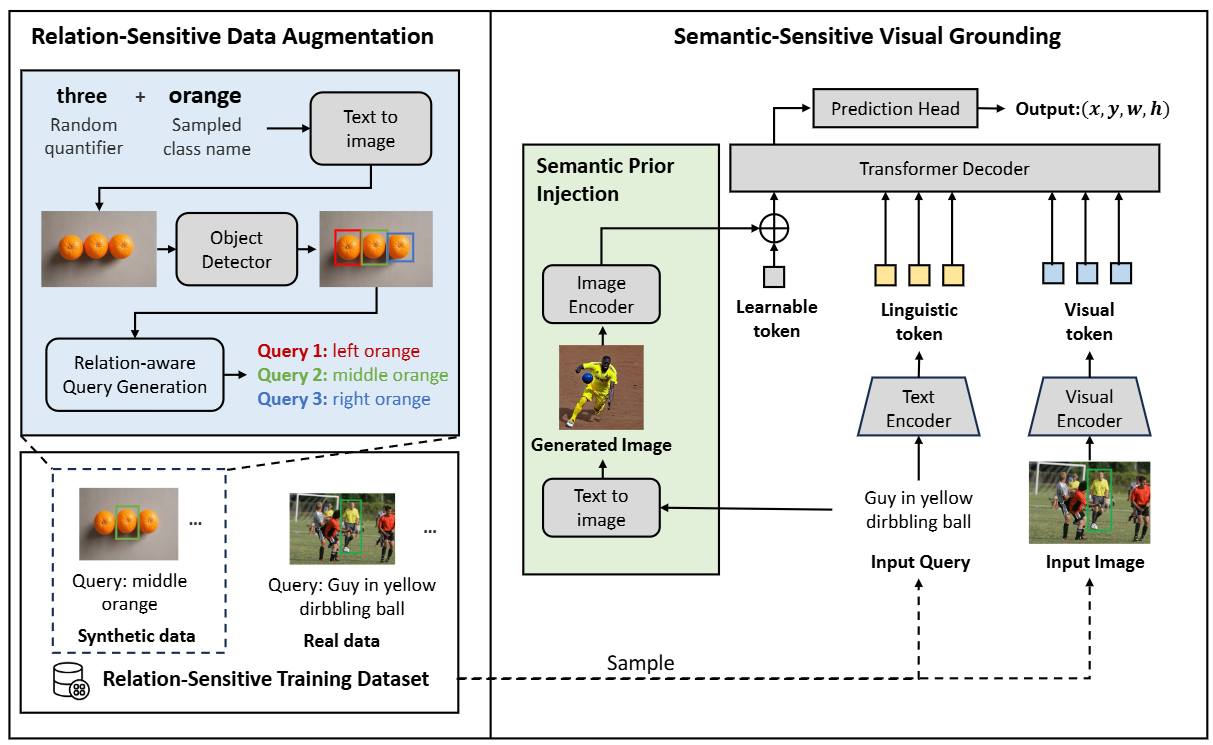 Relation-Sensitive Data Augmentation
three + orange
Random quantifier
Sampled class name
Text to image
Object Detector
Relation-aware Query Generation
Query 1: left orange
Query 2: middle orange
Query 3: right orange
...
Query: middle orange
Synthetic data
...
Query: Guy in yellow dirbbling ball
Real data
Relation-Sensitive Training Dataset
Semantic-Sensitive Visual Grounding
Prediction Head
Output:(x, y, w, h)
Transformer Decoder
Semantic Prior Injection
Image Encoder
Generated Image
Text to image
Learnable token
Linguistic token
Visual token
Text Encoder
Visual Encoder
Guy in yellow dirbbling ball
Input Query
Input Image
Sample